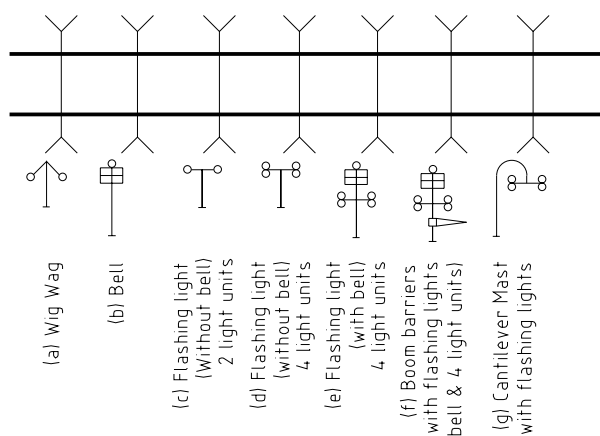 (a) Wig Wag
(b) Bell
(c) Flashing light
(Without bell)
2 light units
(d) Flashing light
(without bell)
4 light units
(e) Flashing light
(with bell)
4 light units
(f) Boom barriers
with flashing lights
bell & 4 light units)
(g) Cantilever Mast
with flashing lights